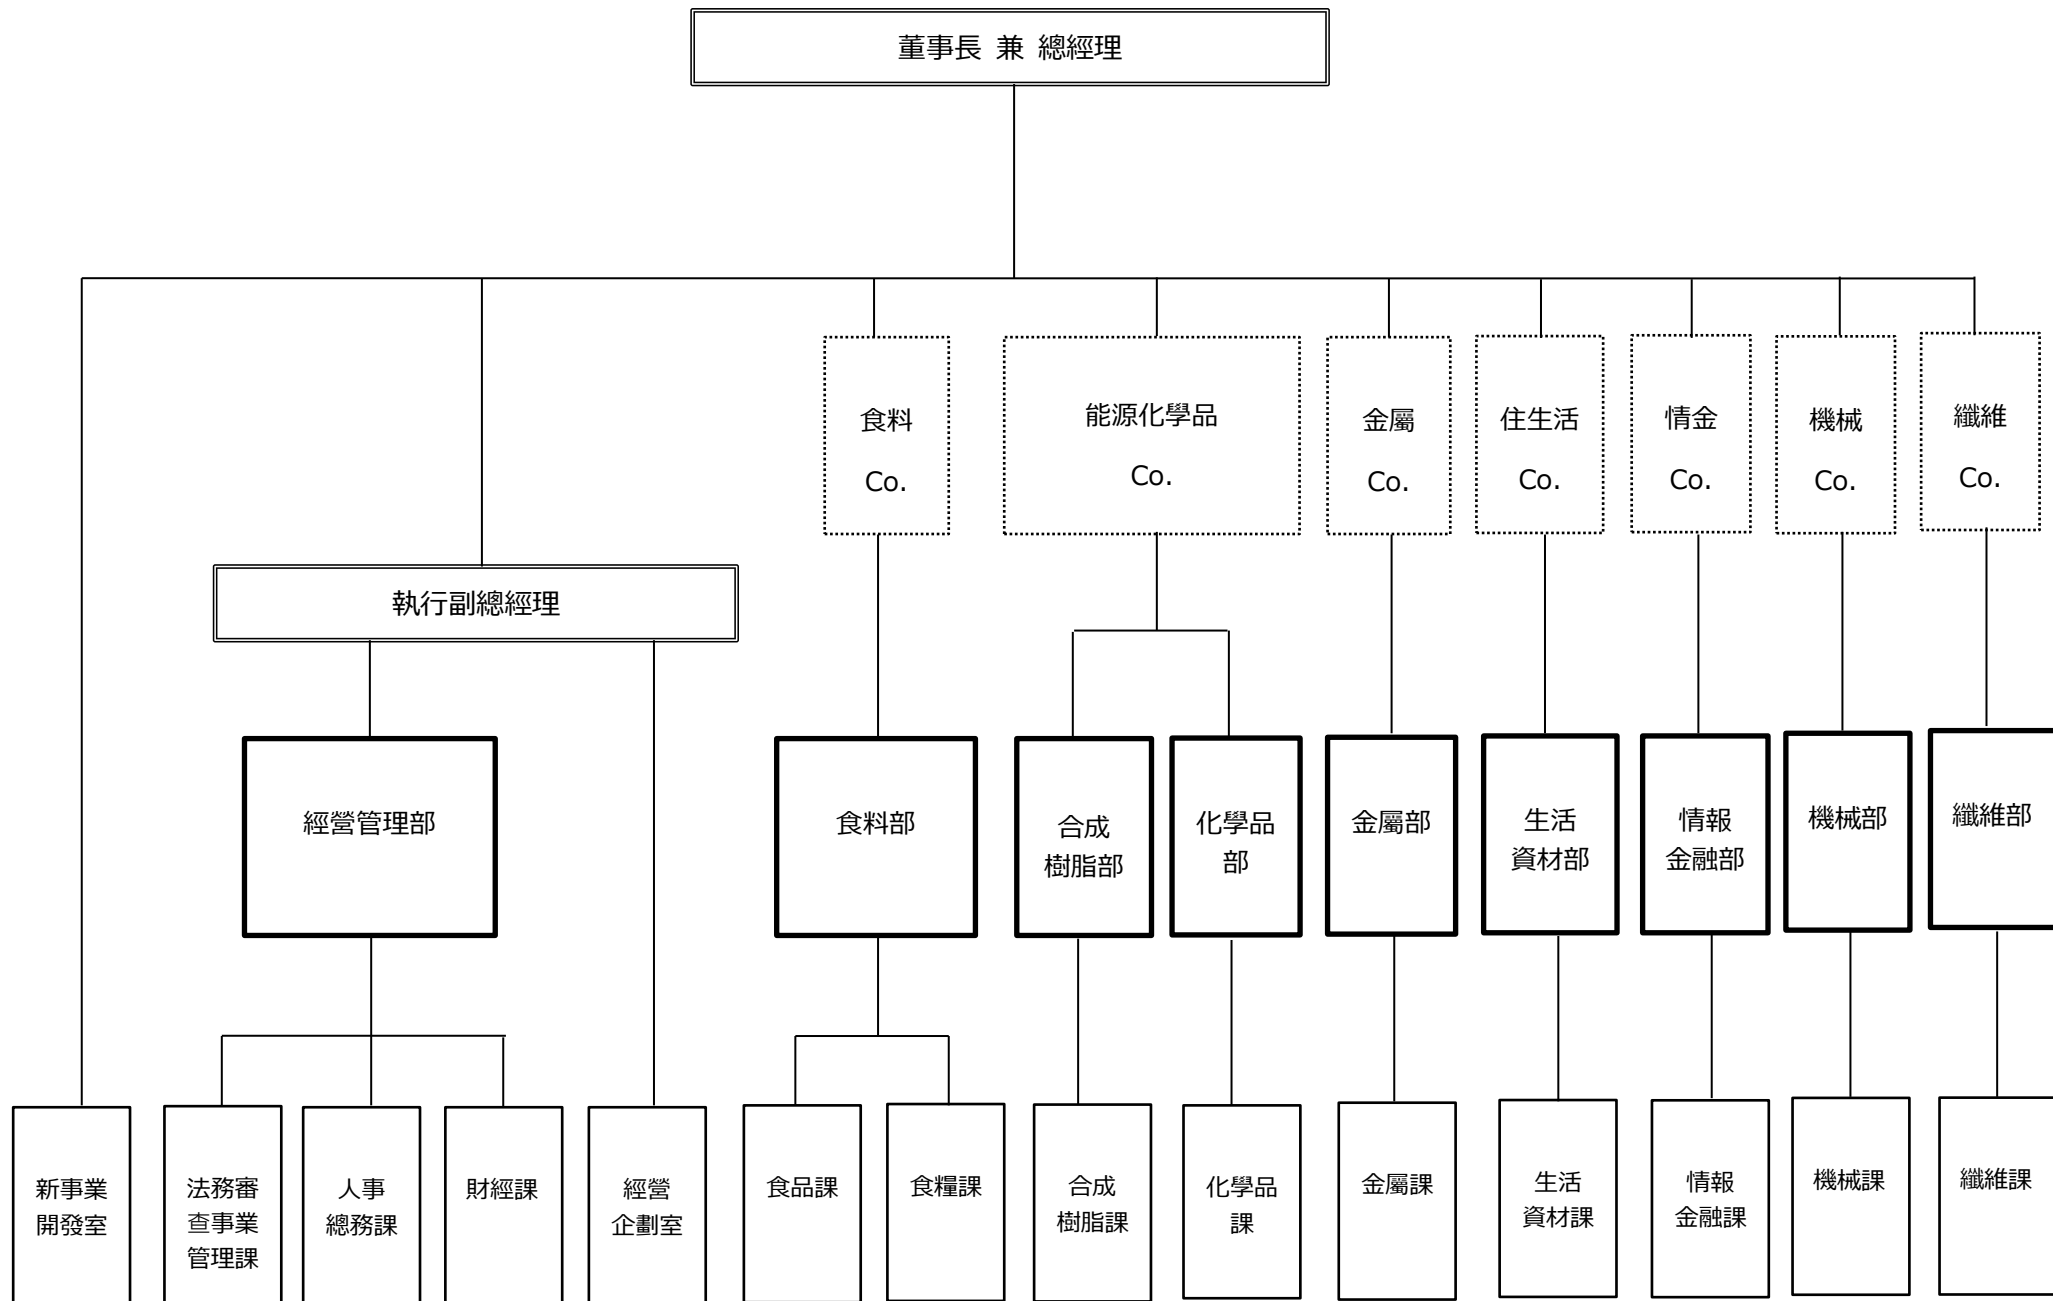 董事長 兼 總經理
食料
Co.
能源化學品
Co.
金屬
Co.
住生活
Co.
情金
Co.
機械
Co.
纖維
Co.
執行副總經理
經營管理部
食料部
合成
樹脂部
化學品
部
金屬部
生活
資材部
情報
金融部
機械部
纖維部
新事業
開發室
法務審
查事業
管理課
人事
總務課
財經課
經營
企劃室
食品課
食糧課
合成
樹脂課
化學品
課
金屬課
生活
資材課
情報
金融課
機械課
纖維課